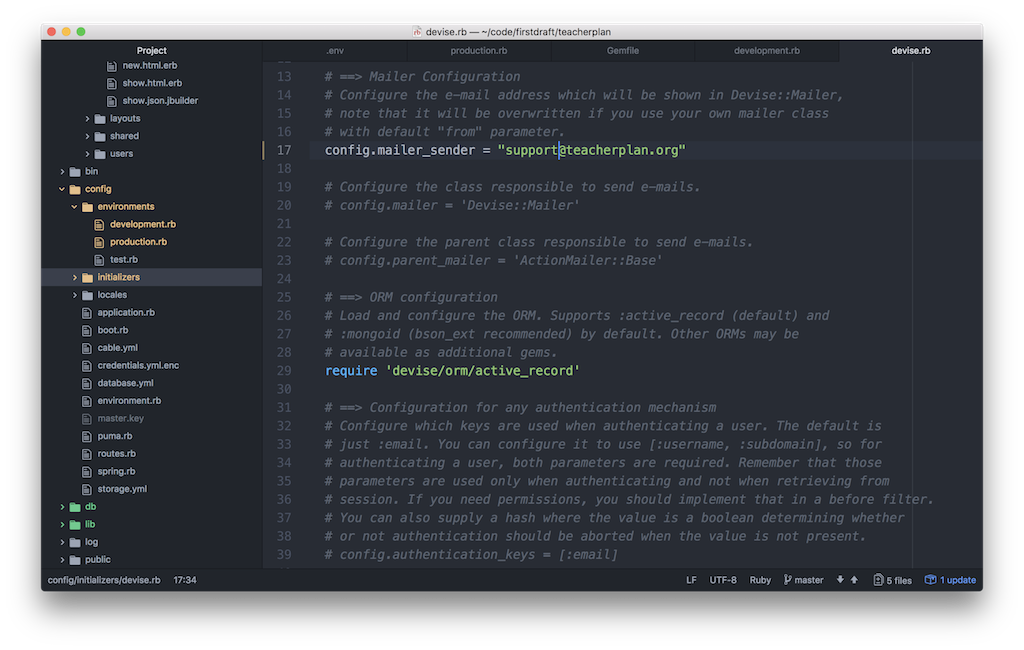 devise.rb — ~/code/firstdraft/teacherplan
Project
.env
production.rb
Gemfile
development.rb
devise.rb
new.html.erb
show.html.erb
show.json.jbuilder
layouts
shared
users
bin
config
environments
development.rb
production.rb
test.rb
initializers
locales
application.rb
boot.rb
cable.yml
credentials.yml.enc
database.yml
environment.rb
master.key
puma.rb
routes.rb
spring.rb
storage.yml
db
lib
log
public
13 # ==> Mailer Configuration
14 # Configure the e-mail address which will be shown in Devise::Mailer,
15 # note that it will be overwritten if you use your own mailer class
16 # with default "from" parameter.
17 config.mailer_sender = "support@teacherplan.org"
18
19 # Configure the class responsible to send e-mails.
20 # config.mailer = 'Devise::Mailer'
21
22 # Configure the parent class responsible to send e-mails.
23 # config.parent_mailer = 'ActionMailer::Base'
24
25 # ==> ORM configuration
26 # Load and configure the ORM. Supports :active_record (default) and
27 # :mongoid (bson_ext recommended) by default. Other ORMs may be
28 # available as additional gems.
29 require 'devise/orm/active_record'
30
31 # ==> Configuration for any authentication mechanism
32 # Configure which keys are used when authenticating a user. The default is
33 # just :email. You can configure it to use [:username, :subdomain], so for
34 # authenticating a user, both parameters are required. Remember that those
35 # parameters are used only when authenticating and not when retrieving from
36 # session. If you need permissions, you should implement that in a before filter.
37 # You can also supply a hash where the value is a boolean determining whether
38 # or not authentication should be aborted when the value is not present.
39 # config.authentication_keys = [:email]
config/initializers/devise.rb 17:34 LF UTF-8 Ruby master 5 files 1 update